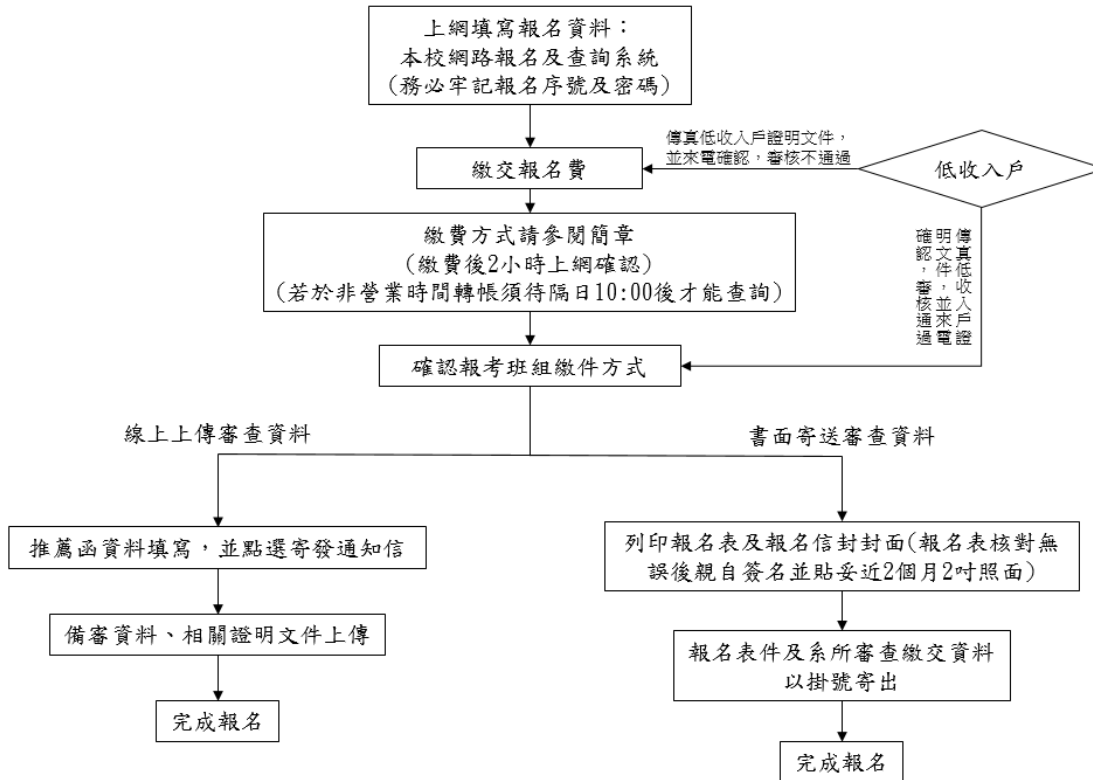 上網填寫報名資料：
本校網路報名及查詢系統
(務必牢記報名序號及密碼)
傳真低收入戶證明文件，
並來電確認，審核不通過
繳交報名費
低收入戶
繳費方式請參閱簡章
(繳費後2小時上網確認)
(若於非營業時間轉帳須待隔日10:00後才能查詢)
傳真低收入戶證
明文件，並來電
確認，審核通過
確認報考班組繳件方式
線上上傳審查資料
書面寄送審查資料
推薦函資料填寫，並點選寄發通知信
列印報名表及報名信封封面(報名表核對無
誤後親自簽名並貼妥近2個月2吋照面)
備審資料、相關證明文件上傳
報名表件及系所審查繳交資料
以掛號寄出
完成報名
完成報名